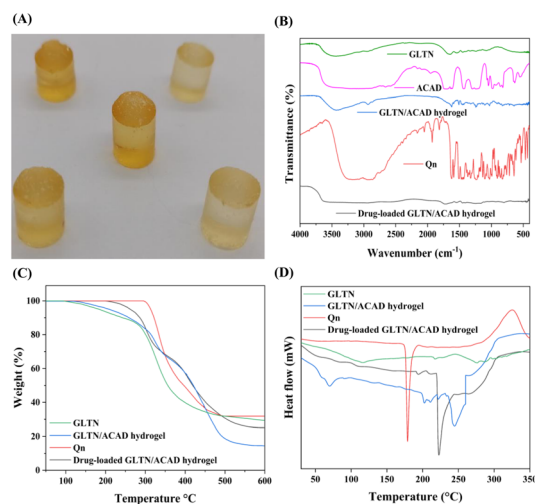 (A)
(B)
GLTN
ACAD
GLTN/ACAD hydrogel
Qn
Drug-loaded GLTN/ACAD hydrogel
Transmittance (%)
4000 3500 3000 2500 2000 1500 1000 500
Wavenumber (cm⁻¹)
(C)
100
80
60
40
20
0
Weight (%)
GLTN
GLTN/ACAD hydrogel
Qn
Drug-loaded GLTN/ACAD hydrogel
100 200 300 400 500 600
Temperature °C
(D)
GLTN
GLTN/ACAD hydrogel
Qn
Drug-loaded GLTN/ACAD hydrogel
Heat flow (mW)
50 100 150 200 250 300 350
Temperature (°C)